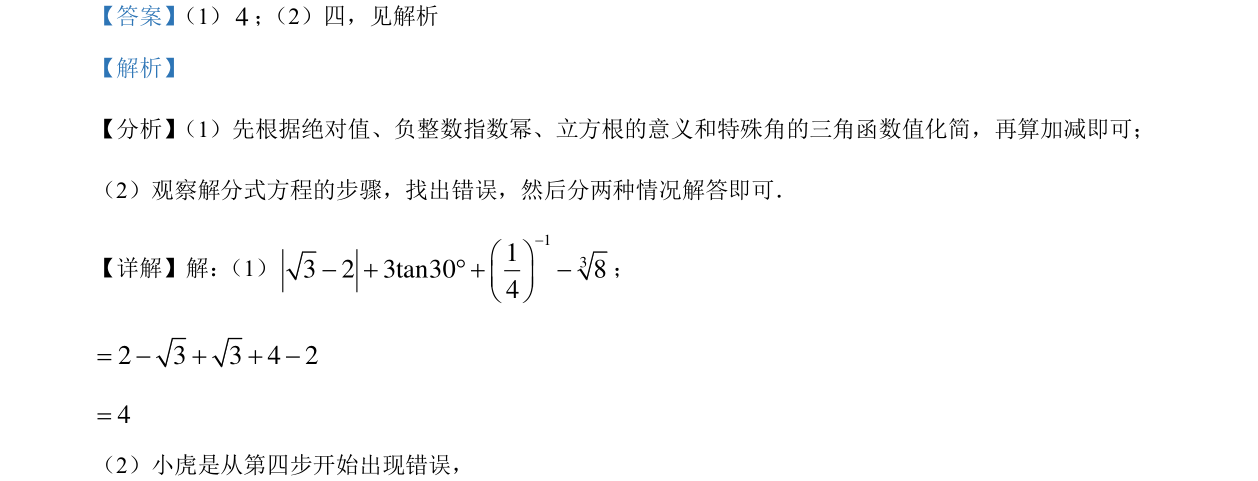 【答案】（1）4；（2）四，见解析
【解析】
【分析】（1）先根据绝对值、负整数指数幂、立方根的意义和特殊角的三角函数值化简，再算加减即可；
（2）观察解分式方程的步骤，找出错误，然后分两种情况解答即可．
【详解】解：（1）|√3−2|+3tan30°+(1/4)⁻¹−∛8；
=2−√3+√3+4−2
=4
（2）小虎是从第四步开始出现错误，